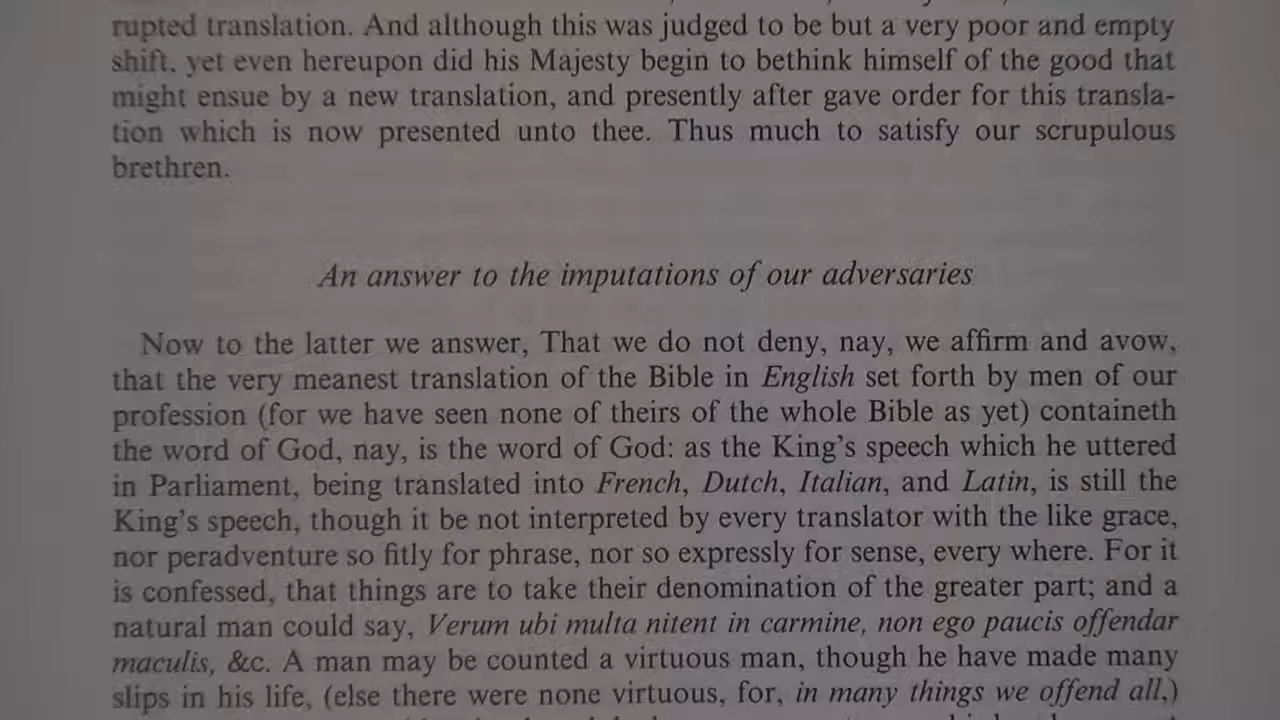 rupted translation. And although this was judged to be but a very poor and empty
shift, yet even hereupon did his Majesty begin to bethink himself of the good that
might ensue by a new translation, and presently after gave order for this transla-
tion which is now presented unto thee. Thus much to satisfy our scrupulous
brethren.
An answer to the imputations of our adversaries
Now to the latter we answer, That we do not deny, nay, we affirm and avow,
that the very meanest translation of the Bible in English set forth by men of our
profession (for we have seen none of theirs of the whole Bible as yet) containeth
the word of God, nay, is the word of God: as the King's speech which he uttered
in Parliament, being translated into French, Dutch, Italian, and Latin, is still the
King's speech, though it be not interpreted by every translator with the like grace,
nor peradventure so fitly for phrase, nor so expressly for sense, every where. For it
is confessed, that things are to take their denomination of the greater part; and a
natural man could say, Verum ubi multa nitent in carmine, non ego paucis offendar
maculis, &c. A man may be counted a virtuous man, though he have made many
slips in his life, (else there were none virtuous, for, in many things we offend all,)